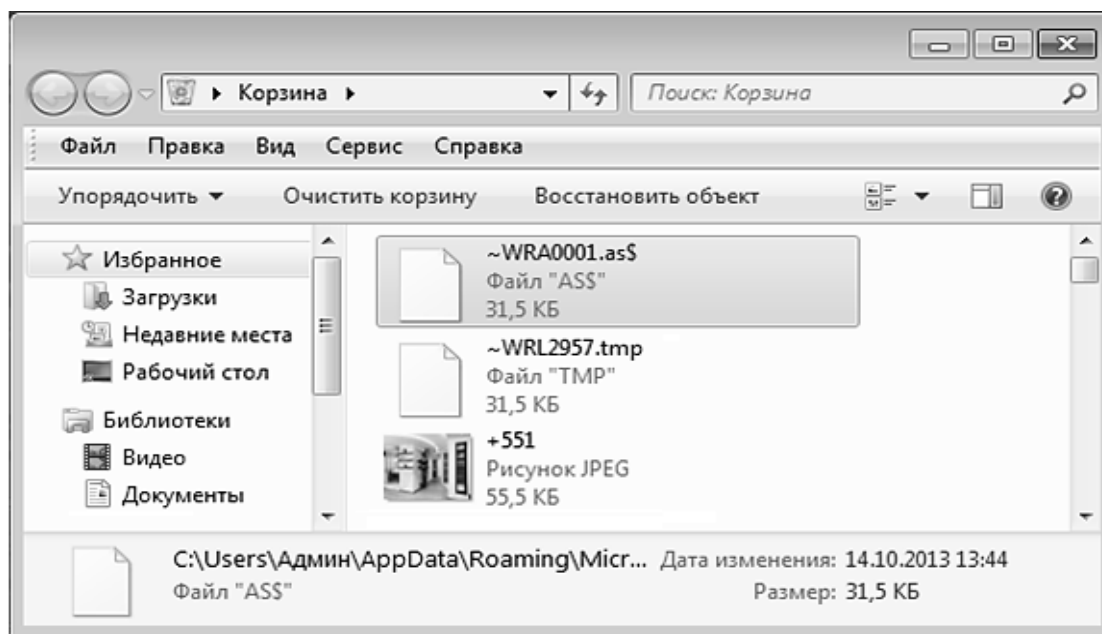 Корзина
Поиск: Корзина
Файл Правка Вид Сервис Справка
Упорядочить Очистить корзину Восстановить объект
Избранное
Загрузки
Недавние места
Рабочий стол
Библиотеки
Видео
Документы
~WRA0001.as$
Файл "AS$"
31,5 КБ
~WRL2957.tmp
Файл "TMP"
31,5 КБ
+551
Рисунок JPEG
55,5 КБ
C:\Users\Админ\AppData\Roaming\Micr... Дата изменения: 14.10.2013 13:44
Файл "AS$" Размер: 31,5 КБ